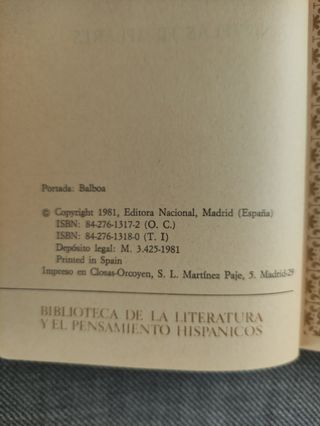 Portada: Balboa
© Copyright 1981, Editora Nacional, Madrid (España)
ISBN: 84-276-1317-2 (O. C.)
ISBN: 84-276-1318-0 (T. I)
Depósito legal: M. 3.425-1981
Printed in Spain
Impreso en Closas-Orcoyen, S. L. Martínez Paje, 5. Madrid-29
BIBLIOTECA DE LA LITERATURA
Y EL PENSAMIENTO HISPANICOS